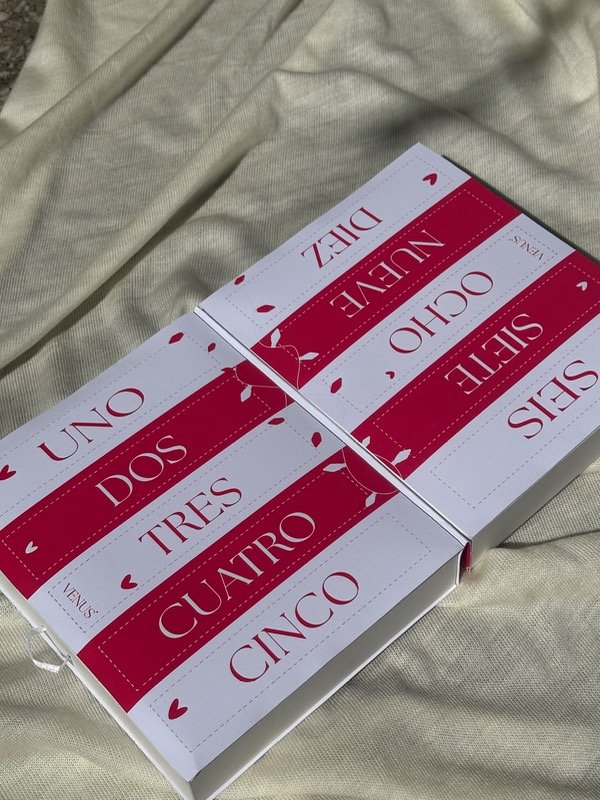 UNO
DOS
TRES
VENUS
CUATRO
CINCO
SEIS
SIETE
OCHO
VENUS
NUEVE
DIEZ